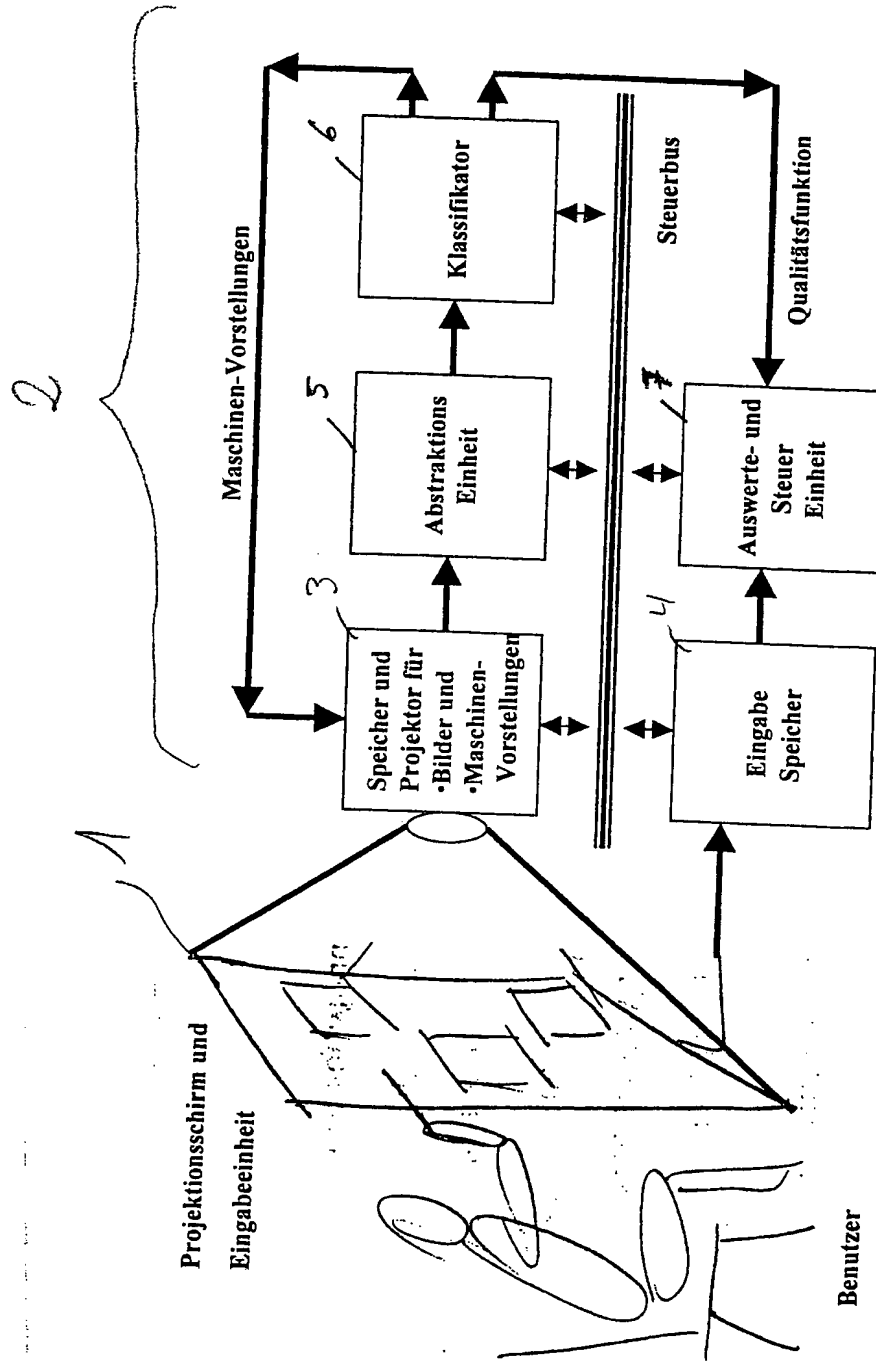 2
1
Projektionsschirm und
Eingabeeinheit
Maschinen-Vorstellungen
3
Speicher und
Projektor für
•Bilder und
•Maschinen-
Vorstellungen
5
Abstraktions
Einheit
6
Klassifikator
Steuerbus
4
Eingabe
Speicher
7
Auswerte- und
Steuer
Einheit
Qualitätsfunktion
Benutzer